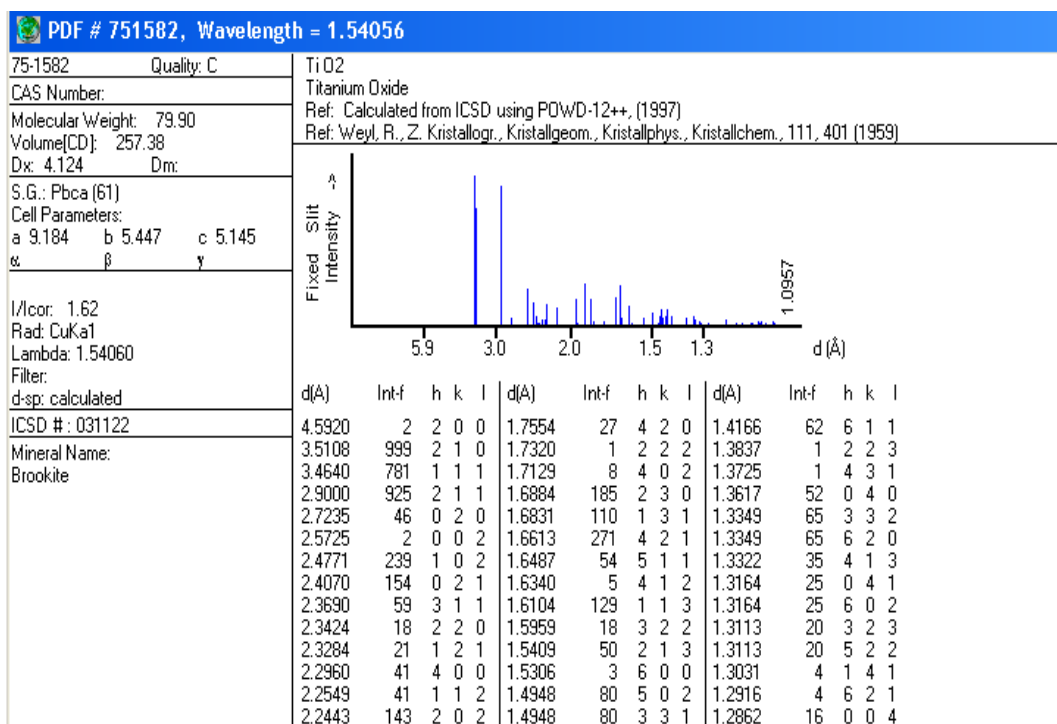 PDF # 751582, Wavelength = 1.54056
75-1582 Quality: C
CAS Number:
Molecular Weight: 79.90
Volume[CD]: 257.38
Dx: 4.124 Dm:
S.G.: Pbca (61)
Cell Parameters:
a 9.184 b 5.447 c 5.145
α β γ
I/Icor: 1.62
Rad: CuKa1
Lambda: 1.54060
Filter:
d-sp: calculated
ICSD # : 031122
Mineral Name:
Brookite
Ti O2
Titanium Oxide
Ref: Calculated from ICSD using POWD-12++, (1997)
Ref: Weyl, R., Z. Kristallogr., Kristallgeom., Kristallphys., Kristallchem., 111, 401 (1959)
Fixed Slit
Intensity ->
1.0957
5.9 3.0 2.0 1.5 1.3 d (Å)
d(A) Int-f h k l d(A) Int-f h k l d(A) Int-f h k l
4.5920 2 2 0 0 1.7554 27 4 2 0 1.4166 62 6 1 1
3.5108 999 2 1 0 1.7320 1 2 2 2 1.3837 1 2 2 3
3.4640 781 1 1 1 1.7129 8 4 0 2 1.3725 1 4 3 1
2.9000 925 2 1 1 1.6884 185 2 3 0 1.3617 52 0 4 0
2.7235 46 0 2 0 1.6831 110 1 3 1 1.3349 65 3 3 2
2.5725 2 0 0 2 1.6613 271 4 2 1 1.3349 65 6 2 0
2.4771 239 1 0 2 1.6487 54 5 1 1 1.3322 35 4 1 3
2.4070 154 0 2 1 1.6340 5 4 1 2 1.3164 25 0 4 1
2.3690 59 3 1 1 1.6104 129 1 1 3 1.3164 25 6 0 2
2.3424 18 2 2 0 1.5959 18 3 2 2 1.3113 20 3 2 3
2.3284 21 1 2 1 1.5409 50 2 1 3 1.3113 20 5 2 2
2.2960 41 4 0 0 1.5306 3 6 0 0 1.3031 4 1 4 1
2.2549 41 1 1 2 1.4948 80 5 0 2 1.2916 4 6 2 1
2.2443 143 2 0 2 1.4948 80 3 3 1 1.2862 16 0 0 4